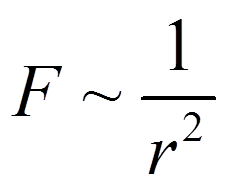 F ~ 1/r²